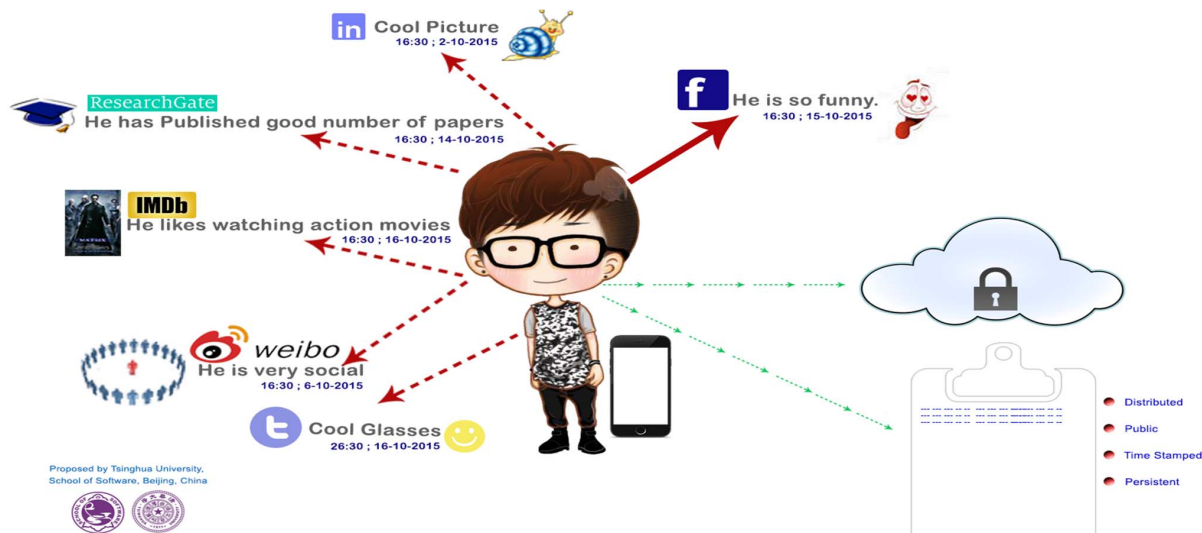 in Cool Picture
16:30 ; 2-10-2015
f
He is so funny.
16:30 ; 15-10-2015
ResearchGate
He has Published good number of papers
16:30 ; 14-10-2015
IMDb
MATRIX
He likes watching action movies
16:30 ; 16-10-2015
weibo
He is very social
16:30 ; 6-10-2015
t
Cool Glasses
26:30 ; 16-10-2015
Distributed
Public
Time Stamped
Persistent
Proposed by Tsinghua University,
School of Software, Beijing, China